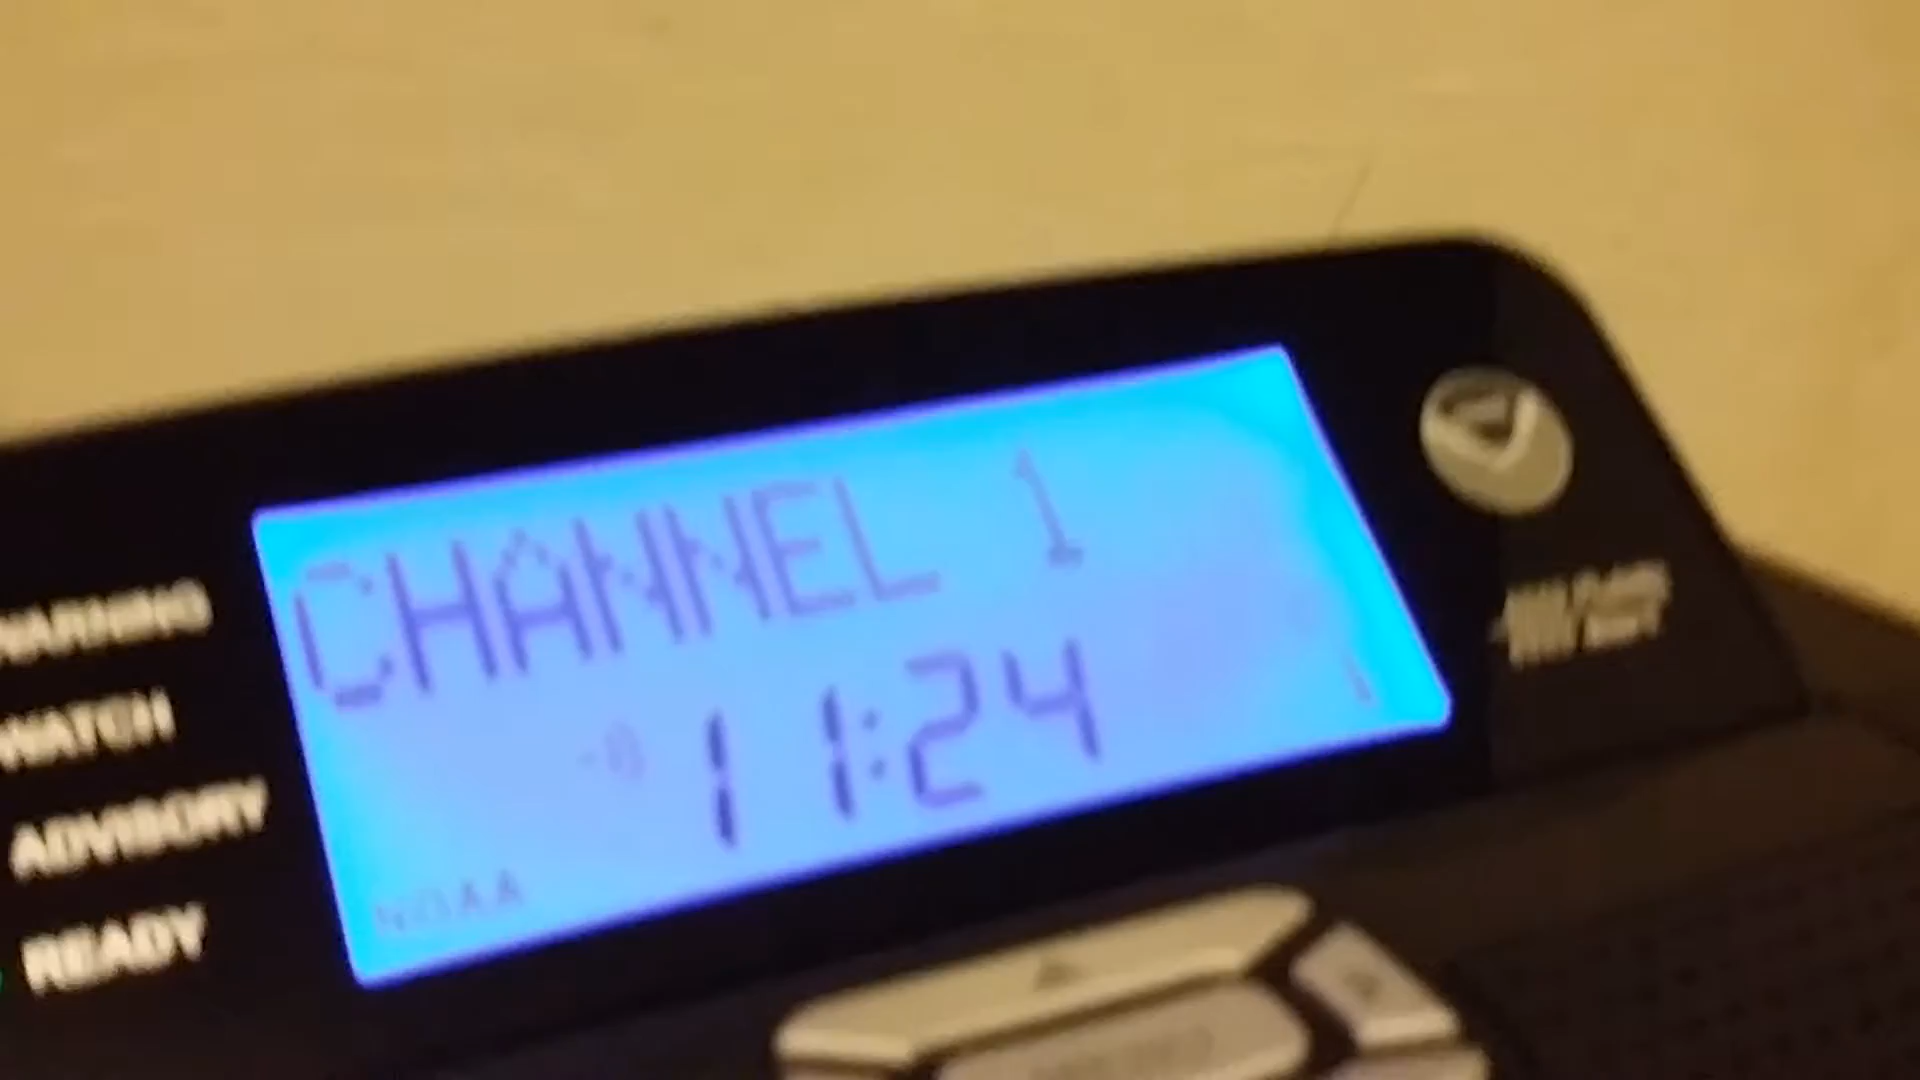 CHANNEL 1
11:24
NOAA
WARNING
WATCH
ADVISORY
READY